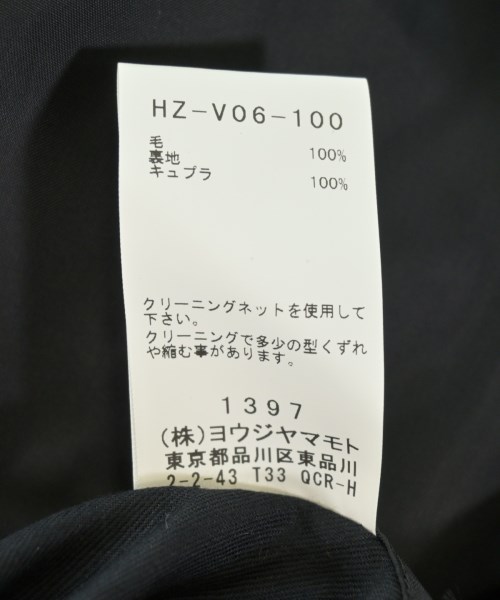 HZ-V06-100
毛 100%
裏地
キュプラ 100%
クリーニングネットを使用して
下さい。
クリーニングで多少の型くずれ
や縮む事があります。
1397
(株)ヨウジヤマモト
東京都品川区東品川
2-2-43 T33 QCR-H